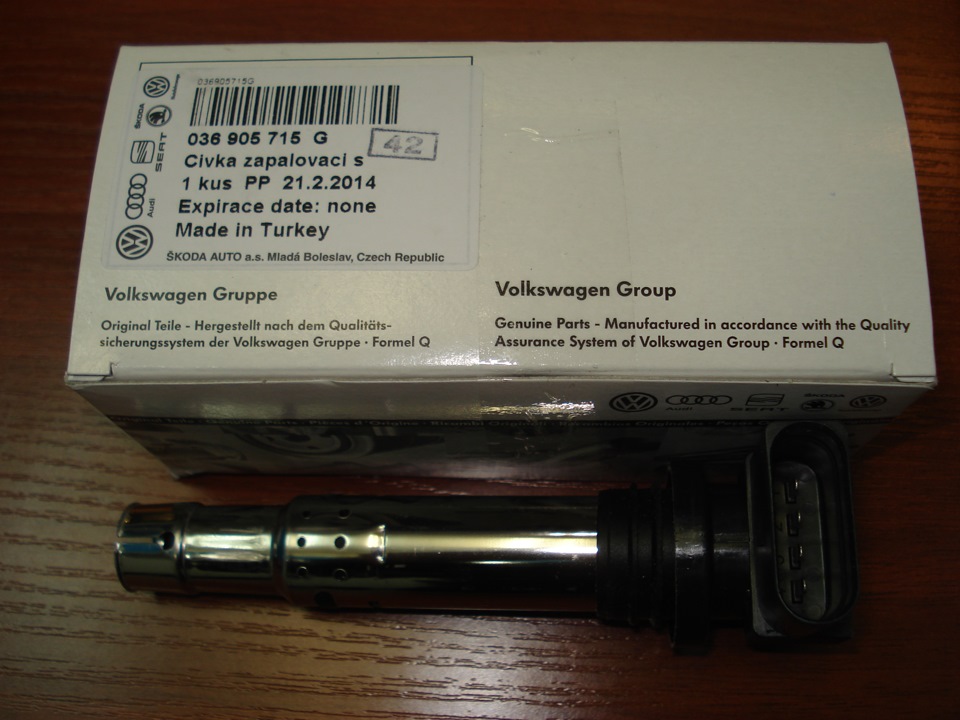 036905715G
036 905 715 G
42
Civka zapalovaci s
1 kus PP 21.2.2014
Expirace date: none
Made in Turkey
ŠKODA AUTO a.s. Mladá Boleslav, Czech Republic
ŠKODA
SEAT
Audi
Volkswagen Gruppe
Original Teile - Hergestellt nach dem Qualitäts-
sicherungssystem der Volkswagen Gruppe · Formel Q
Volkswagen Group
Genuine Parts - Manufactured in accordance with the Quality
Assurance System of Volkswagen Group · Formel Q
Audi
SEAT
ŠKODA